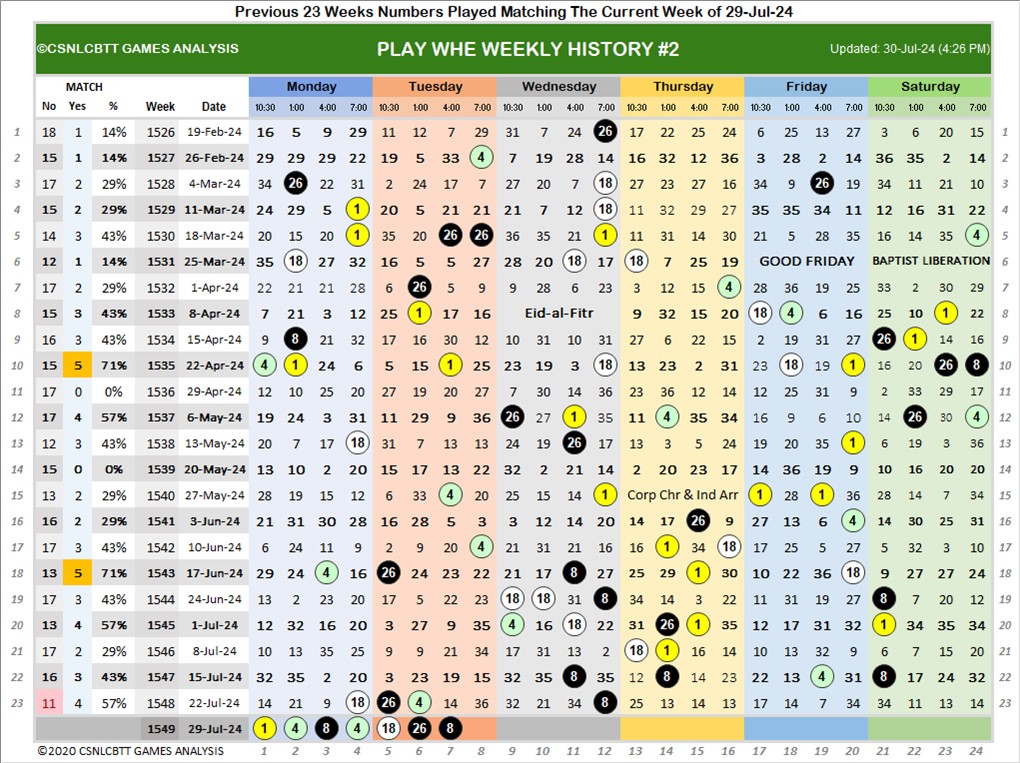 Previous 23 Weeks Numbers Played Matching The Current Week of 29-Jul-24
©CSNLCBTT GAMES ANALYSIS PLAY WHE WEEKLY HISTORY #2 Updated: 30-Jul-24 (4:26 PM)
MATCH Monday Tuesday Wednesday Thursday Friday Saturday
No Yes % Week Date 10:30 1:00 4:00 7:00 10:30 1:00 4:00 7:00 10:30 1:00 4:00 7:00 10:30 1:00 4:00 7:00 10:30 1:00 4:00 7:00 10:30 1:00 4:00 7:00
1 18 1 14% 1526 19-Feb-24 16 5 9 29 11 12 7 29 31 7 24 26 17 22 25 24 6 25 13 27 3 6 20 15 1
2 15 1 14% 1527 26-Feb-24 29 29 29 22 19 5 33 4 7 19 28 14 16 32 12 36 3 28 2 14 36 35 2 14 2
3 17 2 29% 1528 4-Mar-24 34 26 22 31 2 24 17 7 27 20 7 18 27 23 27 16 34 9 26 19 34 11 21 10 3
4 15 2 29% 1529 11-Mar-24 24 29 5 1 20 5 21 21 21 7 12 18 11 32 29 27 35 35 34 11 12 16 31 22 4
5 14 3 43% 1530 18-Mar-24 20 15 20 1 35 20 26 26 36 35 21 1 11 31 14 30 21 5 28 35 16 14 35 4 5
6 12 1 14% 1531 25-Mar-24 35 18 27 32 16 5 5 27 28 20 18 17 18 7 25 19 GOOD FRIDAY BAPTIST LIBERATION 6
7 17 2 29% 1532 1-Apr-24 22 21 21 28 6 26 5 9 9 28 6 23 3 12 15 4 28 36 29 25 33 2 30 29 7
8 15 3 43% 1533 8-Apr-24 7 21 3 12 25 1 17 16 Eid-al-Fitr 9 32 15 20 18 4 6 16 25 10 1 22 8
9 16 3 43% 1534 15-Apr-24 9 8 21 32 17 16 30 12 10 31 10 31 27 6 22 15 2 19 31 27 26 1 14 16 9
10 15 5 71% 1535 22-Apr-24 4 1 24 6 5 15 1 25 23 19 3 18 13 23 2 31 23 18 19 1 16 20 26 8 10
11 17 0 0% 1536 29-Apr-24 12 10 25 20 27 19 20 27 7 30 14 36 23 36 12 14 12 20 31 9 2 33 29 12 11
12 17 4 57% 1537 6-May-24 19 24 3 31 11 29 9 36 26 27 1 35 11 4 35 34 16 9 6 10 14 26 30 4 12
13 12 3 43% 1538 13-May-24 20 7 17 18 31 7 13 13 24 19 26 17 13 3 5 24 19 20 35 1 6 19 3 36 13
14 15 0 0% 1539 20-May-24 13 10 2 20 15 17 13 22 32 2 21 14 2 20 23 17 14 36 19 9 10 16 20 20 14
15 13 2 29% 1540 27-May-24 28 19 15 12 6 33 4 20 25 15 14 1 Corp Chr & Ind Arr 1 28 1 36 28 14 7 34 15
16 16 2 29% 1541 3-Jun-24 21 31 30 28 16 28 5 3 3 12 14 20 14 17 26 9 27 13 6 4 14 30 25 31 16
17 17 3 43% 1542 10-Jun-24 6 24 11 9 2 9 20 4 21 31 21 16 16 1 34 18 17 25 5 27 5 32 3 10 17
18 13 5 71% 1543 17-Jun-24 29 24 4 16 26 24 23 22 21 17 8 27 25 29 1 30 10 22 36 18 9 27 27 24 18
19 17 3 43% 1544 24-Jun-24 13 2 23 20 17 5 22 23 18 18 31 8 34 14 3 22 11 31 19 27 8 7 20 12 19
20 13 4 57% 1545 1-Jul-24 12 32 16 20 3 27 9 35 4 16 18 22 31 26 1 35 12 17 31 32 1 34 35 34 20
21 17 2 29% 1546 8-Jul-24 10 13 35 25 9 9 21 34 17 31 13 2 18 1 16 14 10 13 32 9 6 7 15 20 21
22 16 3 43% 1547 15-Jul-24 32 35 2 20 3 23 19 15 32 35 8 35 12 8 14 23 19 13 4 31 8 17 24 32 22
23 11 4 57% 1548 22-Jul-24 14 21 9 18 26 4 14 36 32 21 34 8 25 13 14 13 17 14 7 34 34 11 13 14 23
1549 29-Jul-24 1 4 8 4 18 26 8
©2020 CSNLCBTT GAMES ANALYSIS 1 2 3 4 5 6 7 8 9 10 11 12 13 14 15 16 17 18 19 20 21 22 23 24